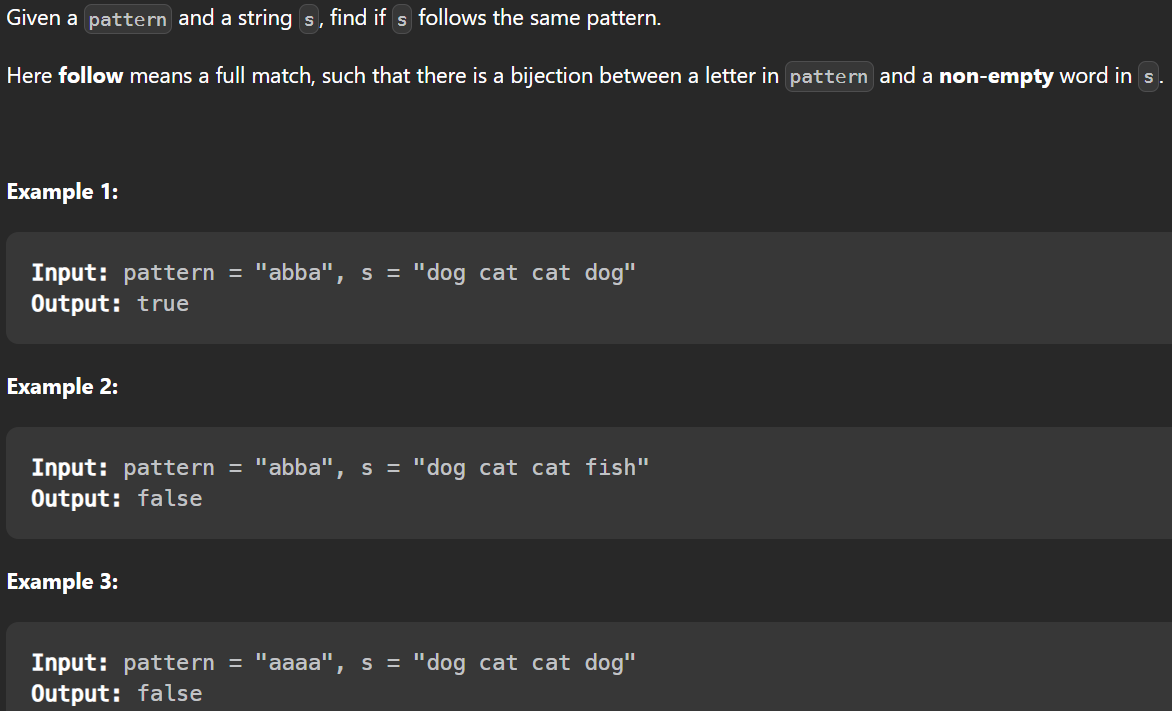 Given a pattern and a string s, find if s follows the same pattern.
Here follow means a full match, such that there is a bijection between a letter in pattern and a non-empty word in s.
Example 1:
Input: pattern = "abba", s = "dog cat cat dog"
Output: true
Example 2:
Input: pattern = "abba", s = "dog cat cat fish"
Output: false
Example 3:
Input: pattern = "aaaa", s = "dog cat cat dog"
Output: false